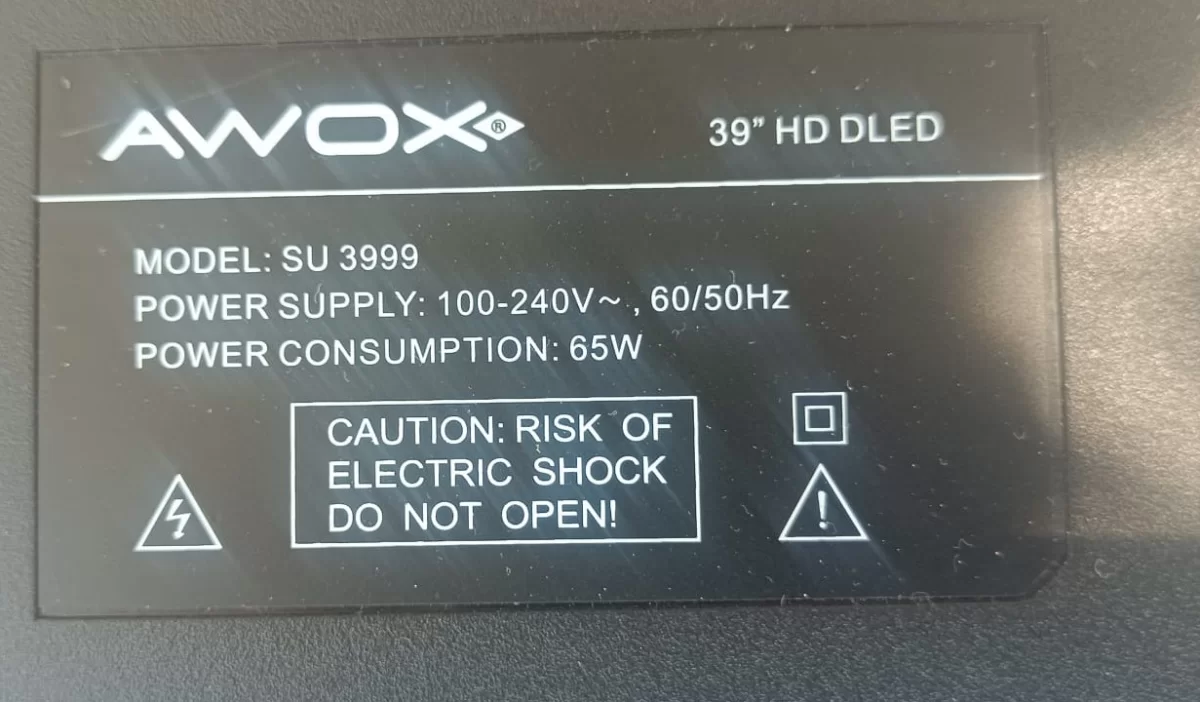 AWOX®
39” HD DLED
MODEL: SU 3999
POWER SUPPLY: 100-240V~ , 60/50Hz
POWER CONSUMPTION: 65W
CAUTION: RISK OF
ELECTRIC SHOCK
DO NOT OPEN!